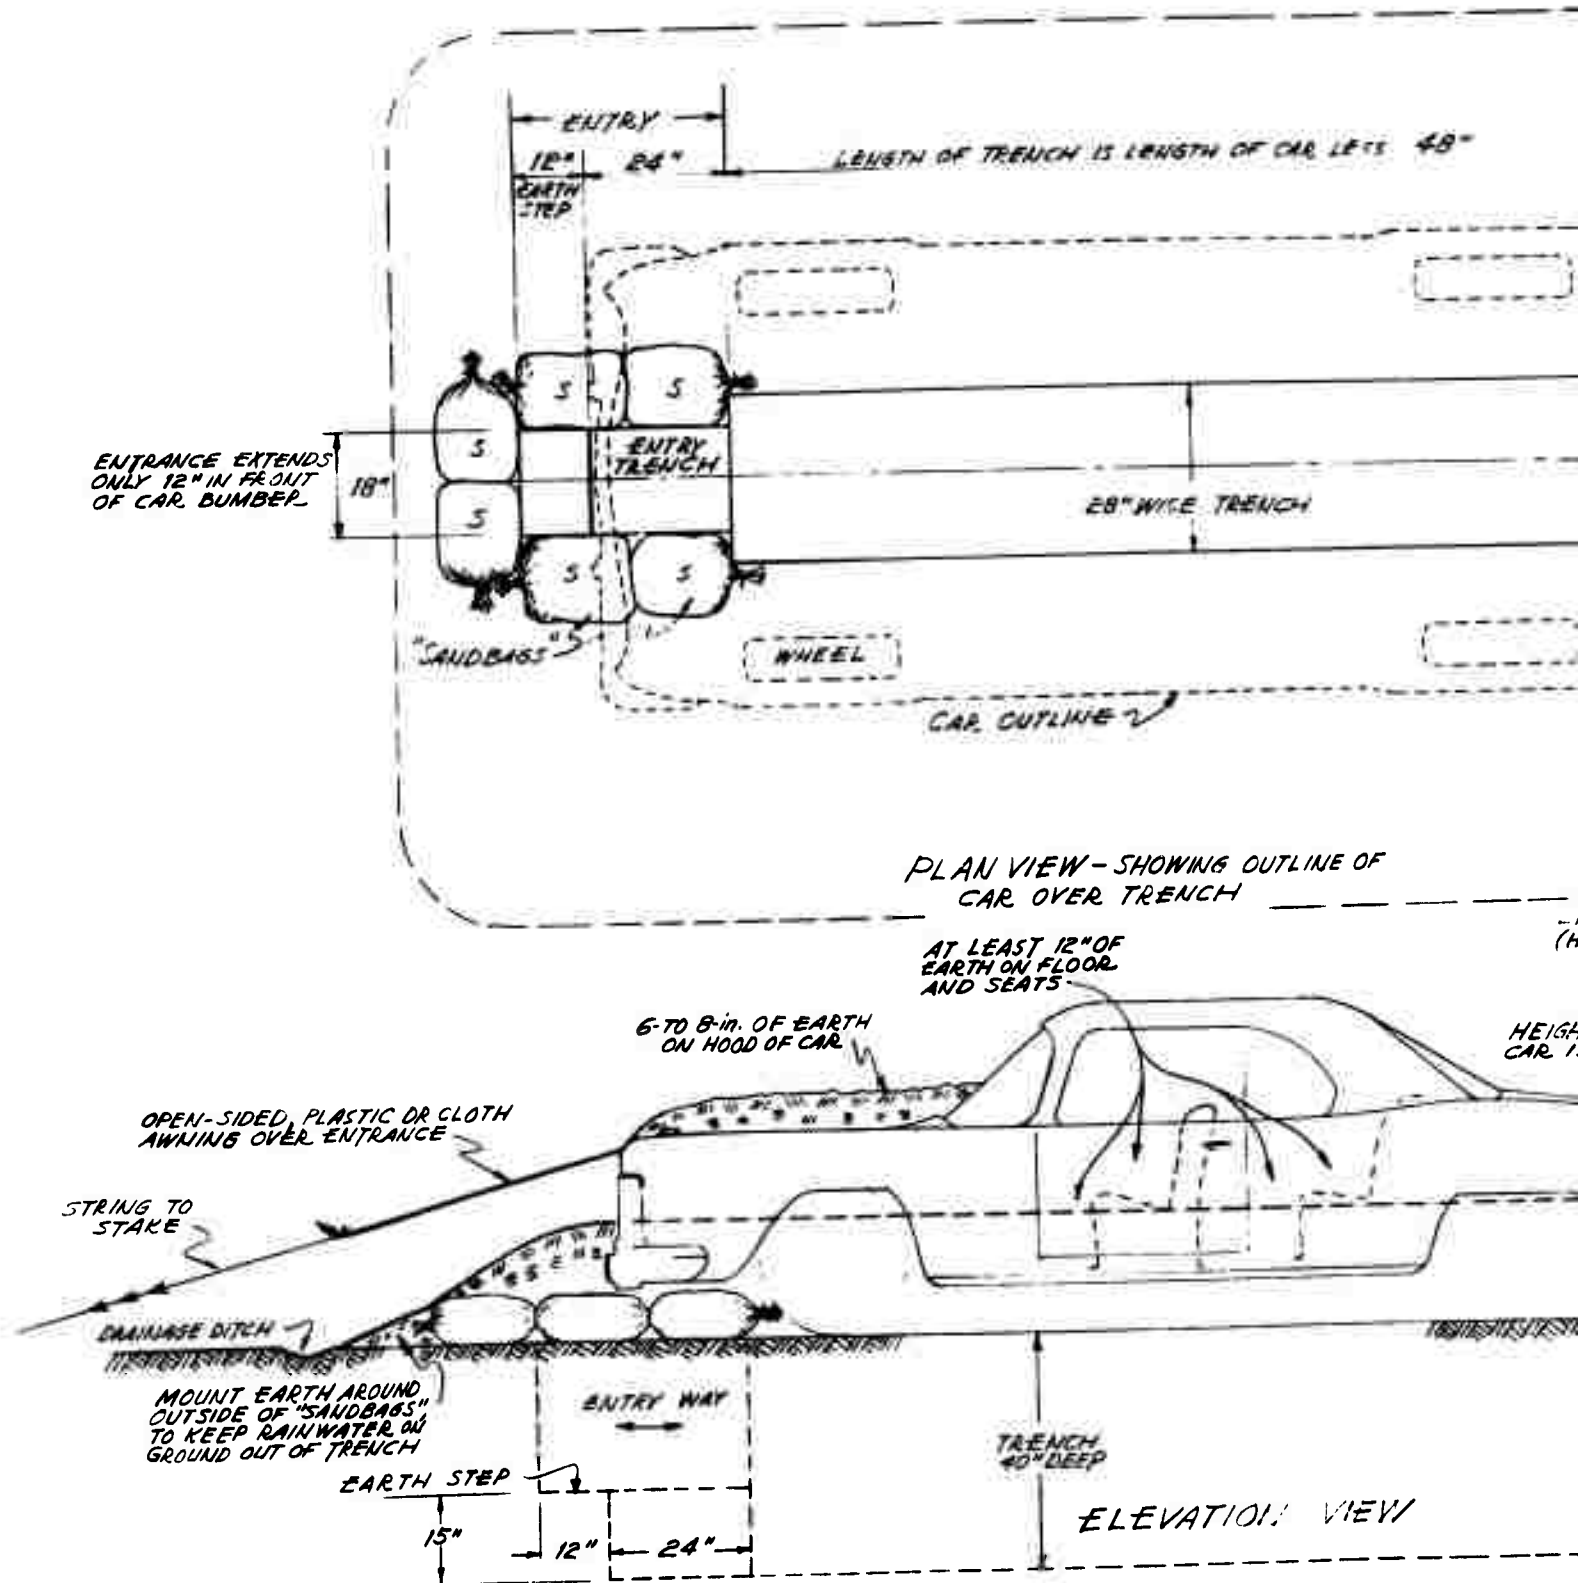 ENTRY
12" 24"
EARTH
STEP
LENGTH OF TRENCH IS LENGTH OF CAR LESS 48"
S S
S
S
S S
ENTRY
TRENCH
ENTRANCE EXTENDS
ONLY 12" IN FRONT
OF CAR BUMBER
18"
28" WIDE TRENCH
"SANDBAGS"
WHEEL
CAR OUTLINE
PLAN VIEW - SHOWING OUTLINE OF
CAR OVER TRENCH
AT LEAST 12" OF
EARTH ON FLOOR
AND SEATS
(H
6-TO 8-in. OF EARTH
ON HOOD OF CAR
HEIGH
CAR
OPEN-SIDED, PLASTIC OR CLOTH
AWNING OVER ENTRANCE
STRING TO
STAKE
DRAINAGE DITCH
MOUNT EARTH AROUND
OUTSIDE OF "SANDBAGS",
TO KEEP RAINWATER ON
GROUND OUT OF TRENCH
ENTRY WAY
EARTH STEP
15"
12" 24"
TRENCH
40" DEEP
ELEVATION VIEW